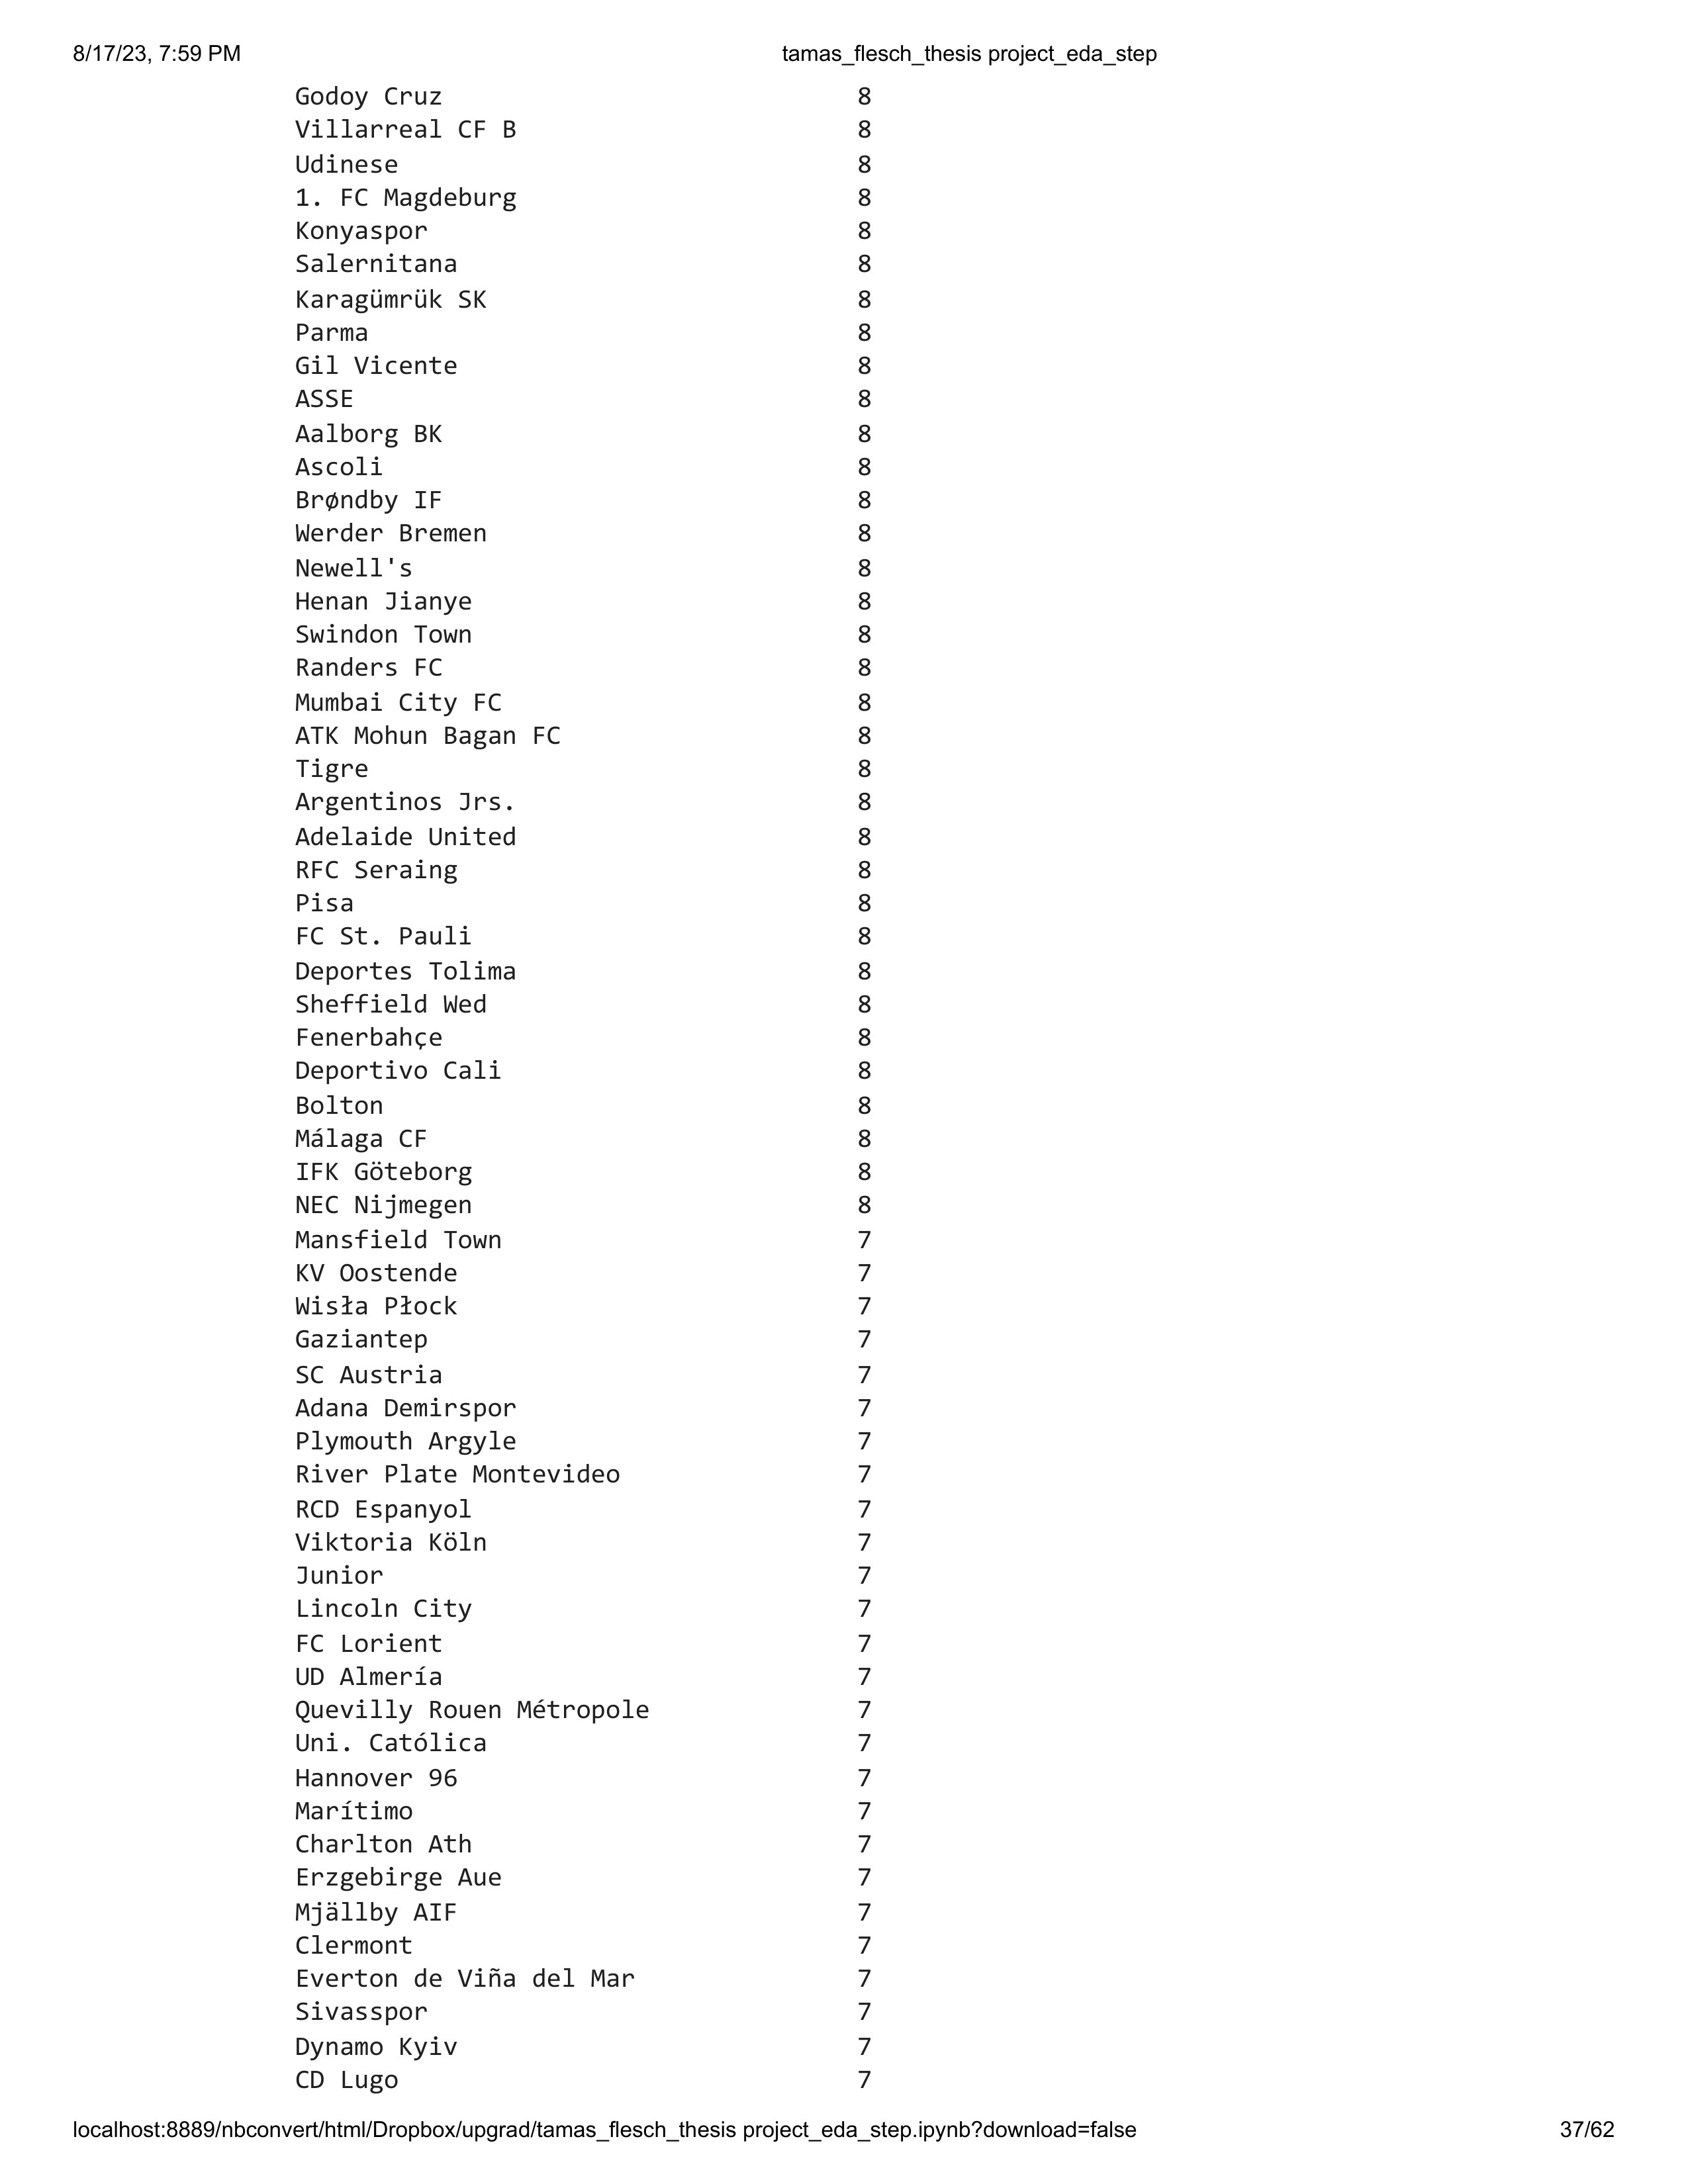 8/17/23, 7:59 PM tamas_flesch_thesis project_eda_step
Godoy Cruz 8
Villarreal CF B 8
Udinese 8
1. FC Magdeburg 8
Konyaspor 8
Salernitana 8
Karagümrük SK 8
Parma 8
Gil Vicente 8
ASSE 8
Aalborg BK 8
Ascoli 8
Brøndby IF 8
Werder Bremen 8
Newell's 8
Henan Jianye 8
Swindon Town 8
Randers FC 8
Mumbai City FC 8
ATK Mohun Bagan FC 8
Tigre 8
Argentinos Jrs. 8
Adelaide United 8
RFC Seraing 8
Pisa 8
FC St. Pauli 8
Deportes Tolima 8
Sheffield Wed 8
Fenerbahçe 8
Deportivo Cali 8
Bolton 8
Málaga CF 8
IFK Göteborg 8
NEC Nijmegen 8
Mansfield Town 7
KV Oostende 7
Wisła Płock 7
Gaziantep 7
SC Austria 7
Adana Demirspor 7
Plymouth Argyle 7
River Plate Montevideo 7
RCD Espanyol 7
Viktoria Köln 7
Junior 7
Lincoln City 7
FC Lorient 7
UD Almería 7
Quevilly Rouen Métropole 7
Uni. Católica 7
Hannover 96 7
Marítimo 7
Charlton Ath 7
Erzgebirge Aue 7
Mjällby AIF 7
Clermont 7
Everton de Viña del Mar 7
Sivasspor 7
Dynamo Kyiv 7
CD Lugo 7
localhost:8889/nbconvert/html/Dropbox/upgrad/tamas_flesch_thesis project_eda_step.ipynb?download=false 37/62